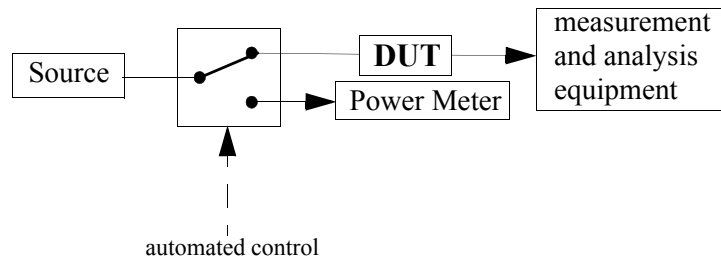 Source
DUT
Power Meter
measurement
and analysis
equipment
automated control